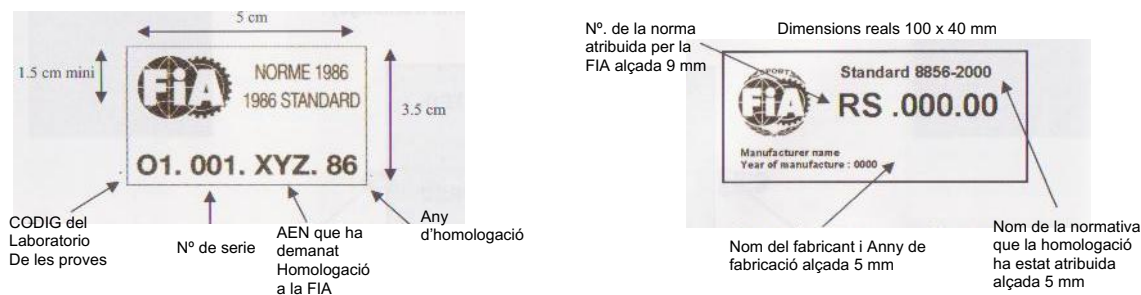 5 cm
1.5 cm mini
FiA
NORME 1986
1986 STANDARD
3.5 cm
O1. 001. XYZ. 86
CODIG del
Laboratorio
De les proves
Nº de serie
AEN que ha
demanat
Homologació
a la FIA
Any
d'homologació
Nº. de la norma
atribuida per la
FIA alçada 9 mm
Dimensions reals 100 x 40 mm
SPORT
FiA
Standard 8856-2000
RS .000.00
Manufacturer name
Year of manufacture : 0000
Nom del fabricant i Anny de
fabricació alçada 5 mm
Nom de la normativa
que la homologació
ha estat atribuida
alçada 5 mm